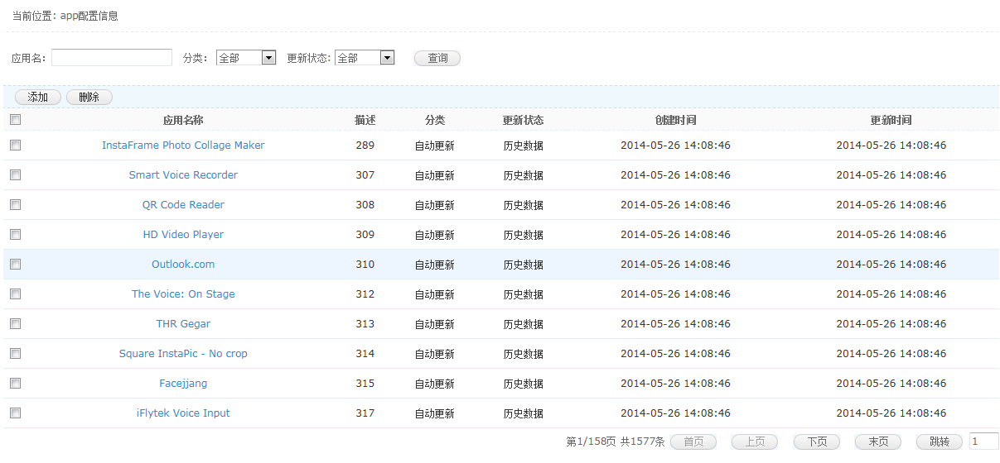 当前位置: app配置信息
应用名: 分类: 全部 更新状态: 全部 查询
添加 删除
应用名称 描述 分类 更新状态 创建时间 更新时间
InstaFrame Photo Collage Maker 289 自动更新 历史数据 2014-05-26 14:08:46 2014-05-26 14:08:46
Smart Voice Recorder 307 自动更新 历史数据 2014-05-26 14:08:46 2014-05-26 14:08:46
QR Code Reader 308 自动更新 历史数据 2014-05-26 14:08:46 2014-05-26 14:08:46
HD Video Player 309 自动更新 历史数据 2014-05-26 14:08:46 2014-05-26 14:08:46
Outlook.com 310 自动更新 历史数据 2014-05-26 14:08:46 2014-05-26 14:08:46
The Voice: On Stage 312 自动更新 历史数据 2014-05-26 14:08:46 2014-05-26 14:08:46
THR Gegar 313 自动更新 历史数据 2014-05-26 14:08:46 2014-05-26 14:08:46
Square InstaPic - No crop 314 自动更新 历史数据 2014-05-26 14:08:46 2014-05-26 14:08:46
Facejjang 315 自动更新 历史数据 2014-05-26 14:08:46 2014-05-26 14:08:46
iFlytek Voice Input 317 自动更新 历史数据 2014-05-26 14:08:46 2014-05-26 14:08:46
第1/158页 共1577条 首页 上页 下页 末页 跳转 1